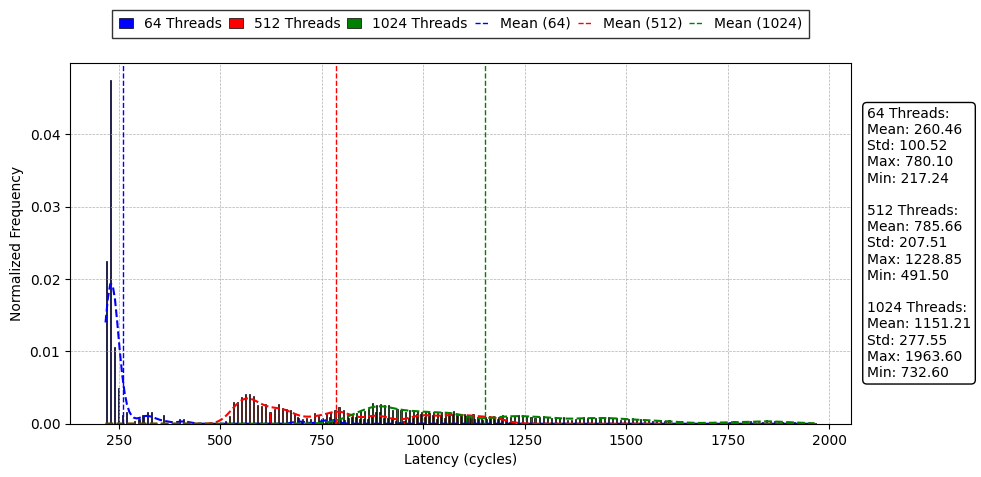 64 Threads 512 Threads 1024 Threads Mean (64) Mean (512) Mean (1024)
Normalized Frequency
0.04
0.03
0.02
0.01
0.00
250 500 750 1000 1250 1500 1750 2000
Latency (cycles)
64 Threads:
Mean: 260.46
Std: 100.52
Max: 780.10
Min: 217.24
512 Threads:
Mean: 785.66
Std: 207.51
Max: 1228.85
Min: 491.50
1024 Threads:
Mean: 1151.21
Std: 277.55
Max: 1963.60
Min: 732.60